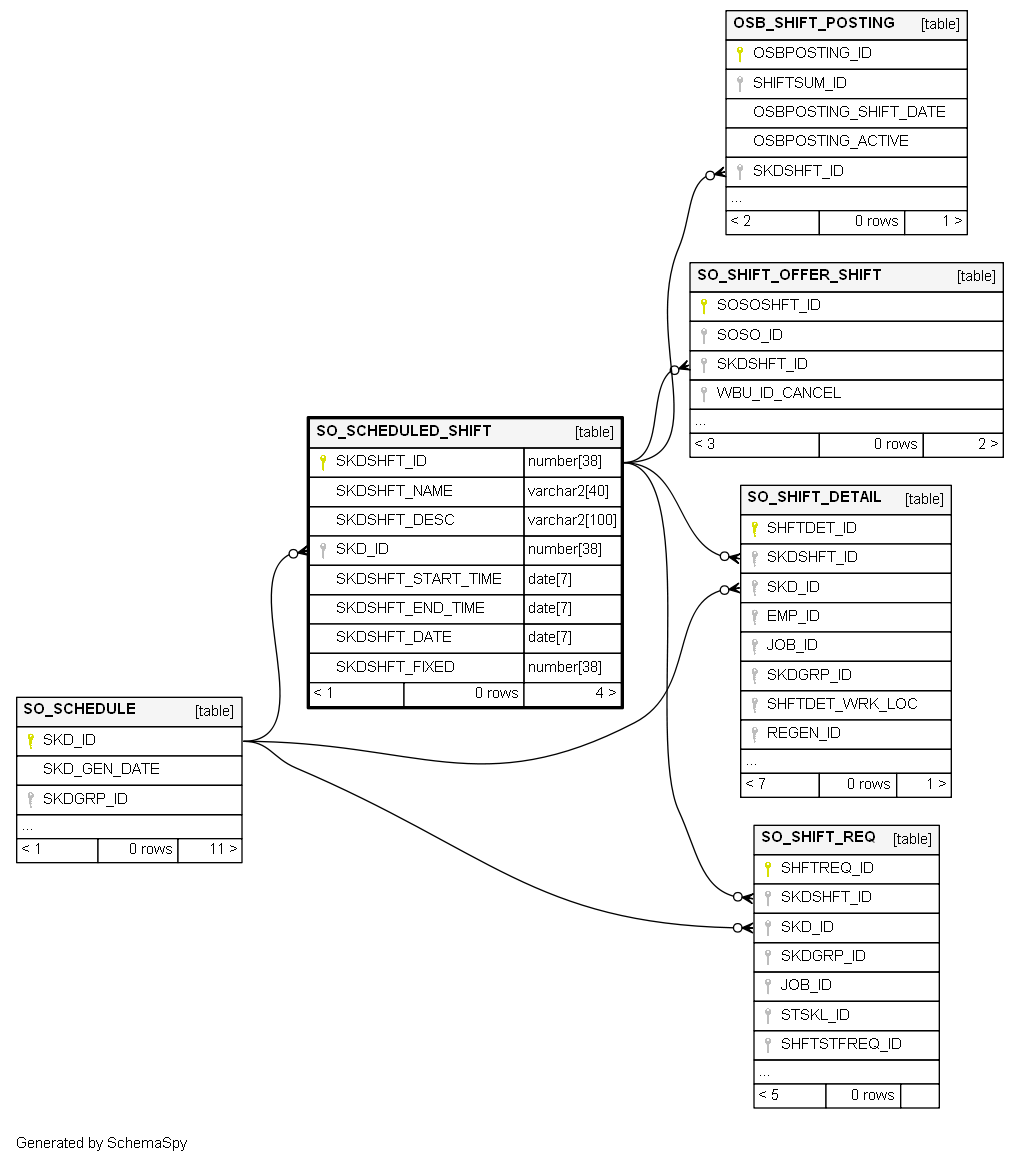 OSB_SHIFT_POSTING [table]
OSBPOSTING_ID
SHIFTSUM_ID
OSBPOSTING_SHIFT_DATE
OSBPOSTING_ACTIVE
SKDSHFT_ID
...
< 2 0 rows 1 >
SO_SHIFT_OFFER_SHIFT [table]
SOSOSHFT_ID
SOSO_ID
SKDSHFT_ID
WBU_ID_CANCEL
...
< 3 0 rows 2 >
SO_SCHEDULED_SHIFT [table]
SKDSHFT_ID number[38]
SKDSHFT_NAME varchar2[40]
SKDSHFT_DESC varchar2[100]
SKD_ID number[38]
SKDSHFT_START_TIME date[7]
SKDSHFT_END_TIME date[7]
SKDSHFT_DATE date[7]
SKDSHFT_FIXED number[38]
< 1 0 rows 4 >
SO_SHIFT_DETAIL [table]
SHFTDET_ID
SKDSHFT_ID
SKD_ID
EMP_ID
JOB_ID
SKDGRP_ID
SHFTDET_WRK_LOC
REGEN_ID
...
< 7 0 rows 1 >
SO_SCHEDULE [table]
SKD_ID
SKD_GEN_DATE
SKDGRP_ID
...
< 1 0 rows 11 >
SO_SHIFT_REQ [table]
SHFTREQ_ID
SKDSHFT_ID
SKD_ID
SKDGRP_ID
JOB_ID
STSKL_ID
SHFTSTFREQ_ID
...
< 5 0 rows
Generated by SchemaSpy